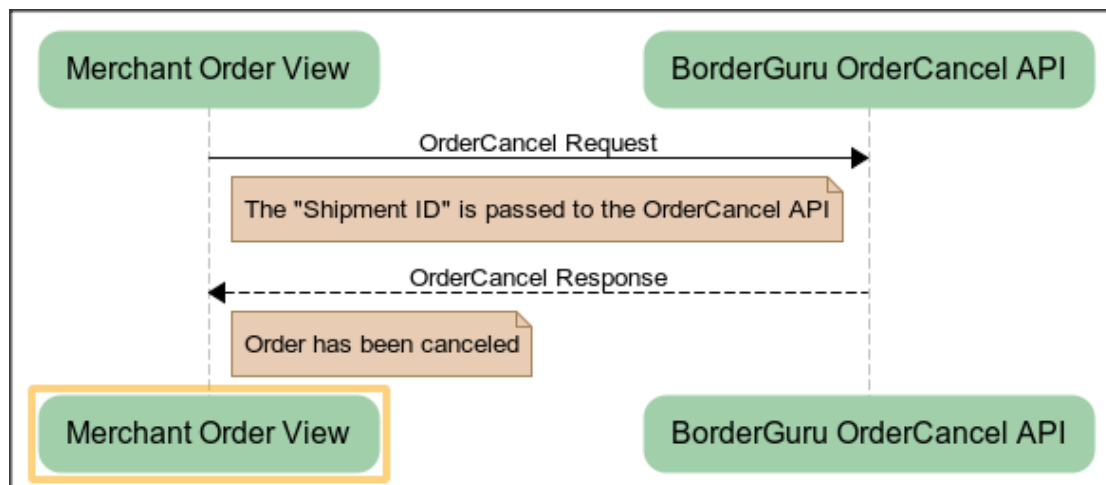 Merchant Order View
BorderGuru OrderCancel API
OrderCancel Request
The "Shipment ID" is passed to the OrderCancel API
OrderCancel Response
Order has been canceled
Merchant Order View
BorderGuru OrderCancel API